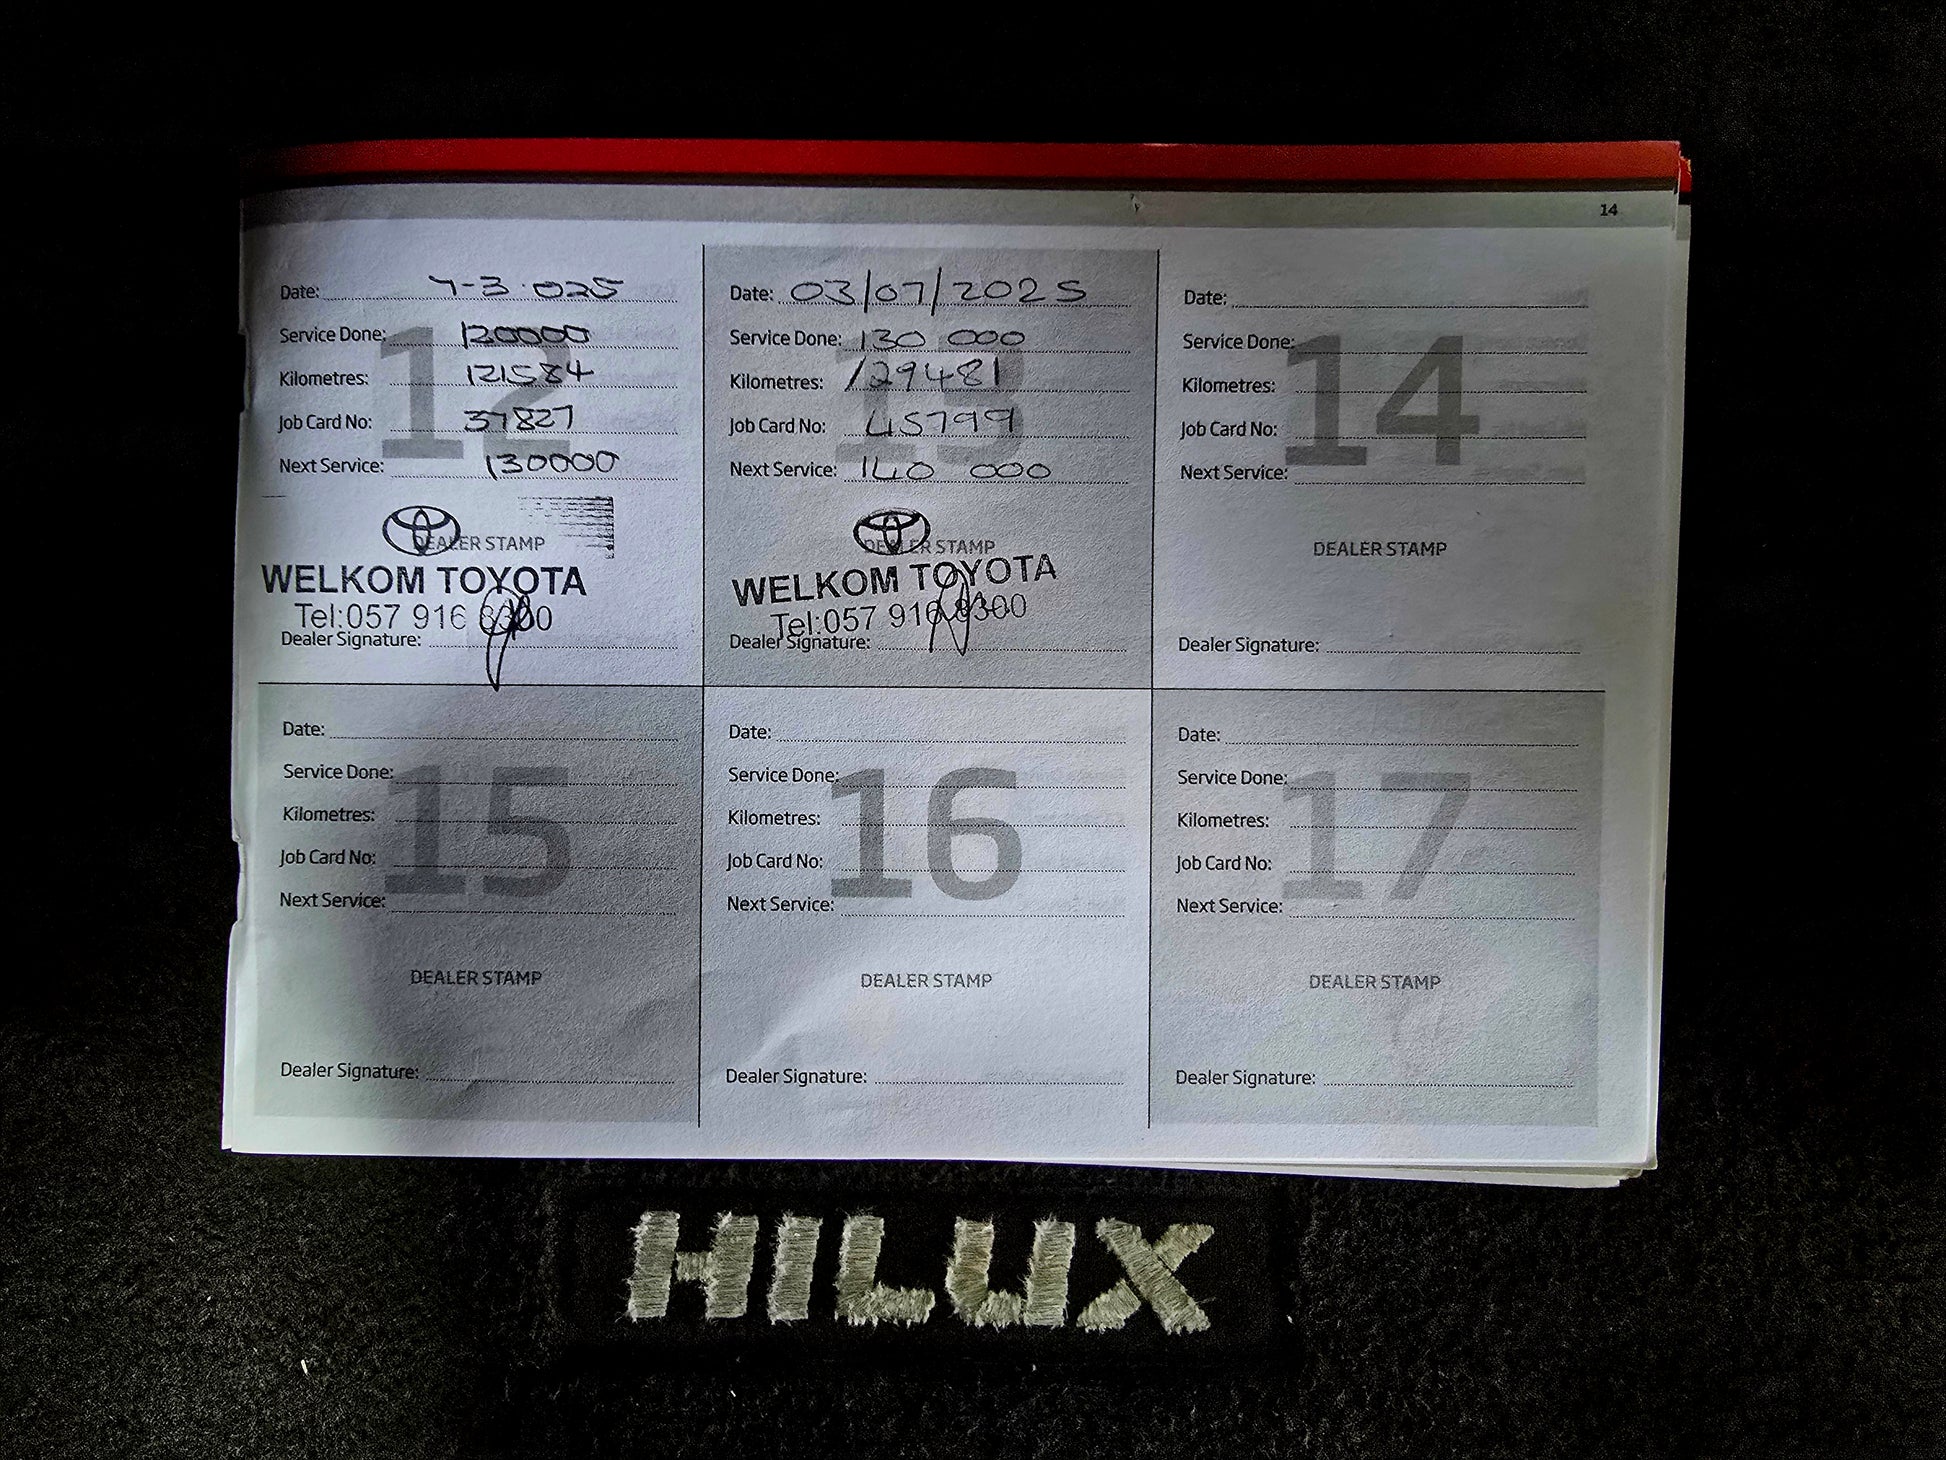 14
Date: 7-3-025
Service Done: 120000
Kilometres: 121584
Job Card No: 37827
Next Service: 130000
12
DEALER STAMP
WELKOM TOYOTA
Tel:057 916 8300
Dealer Signature:
Date: 03/07/2025
Service Done: 130 000
Kilometres: 129481
Job Card No: 45799
Next Service: 140 000
13
DEALER STAMP
WELKOM TOYOTA
Tel:057 916 8300
Dealer Signature:
Date:
Service Done:
Kilometres:
Job Card No:
Next Service:
14
DEALER STAMP
Dealer Signature:
Date:
Service Done:
Kilometres:
Job Card No:
Next Service:
15
DEALER STAMP
Dealer Signature:
Date:
Service Done:
Kilometres:
Job Card No:
Next Service:
16
DEALER STAMP
Dealer Signature:
Date:
Service Done:
Kilometres:
Job Card No:
Next Service:
17
DEALER STAMP
Dealer Signature:
HILUX